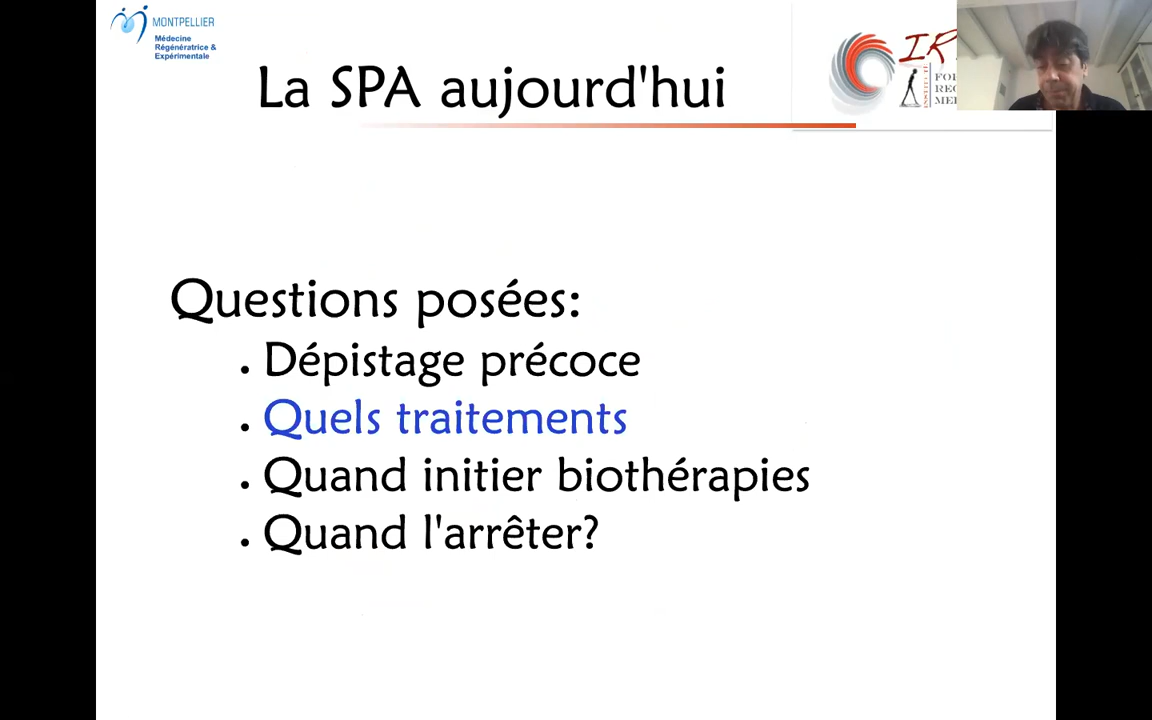 MONTPELLIER
Médecine
Régénératrice &
Expérimentale
La SPA aujourd'hui
Questions posées:
• Dépistage précoce
• Quels traitements
• Quand initier biothérapies
• Quand l'arrêter?